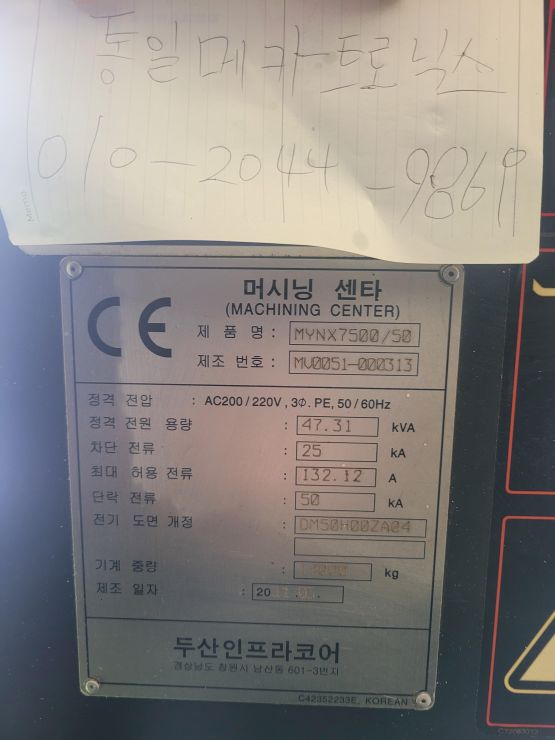 동일메카트로닉스
010-2044-9869
Memo
CE
머시닝 센타
(MACHINING CENTER)
제 품 명 : MYNX7500/50
제조 번호 : MV0051-000313
정격 전압 : AC200/220V, 3Φ. PE, 50/60Hz
정격 전원 용량 : 47.31 kVA
차단 전류 : 25 kA
최대 허용 전류 : 132.12 A
단락 전류 : 50 kA
전기 도면 개정 : DM50H00ZA04
기계 중량 : kg
제조 일자 : 20
두산인프라코어
경상남도 창원시 남산동 601-3번지
C42352233E, KOREAN